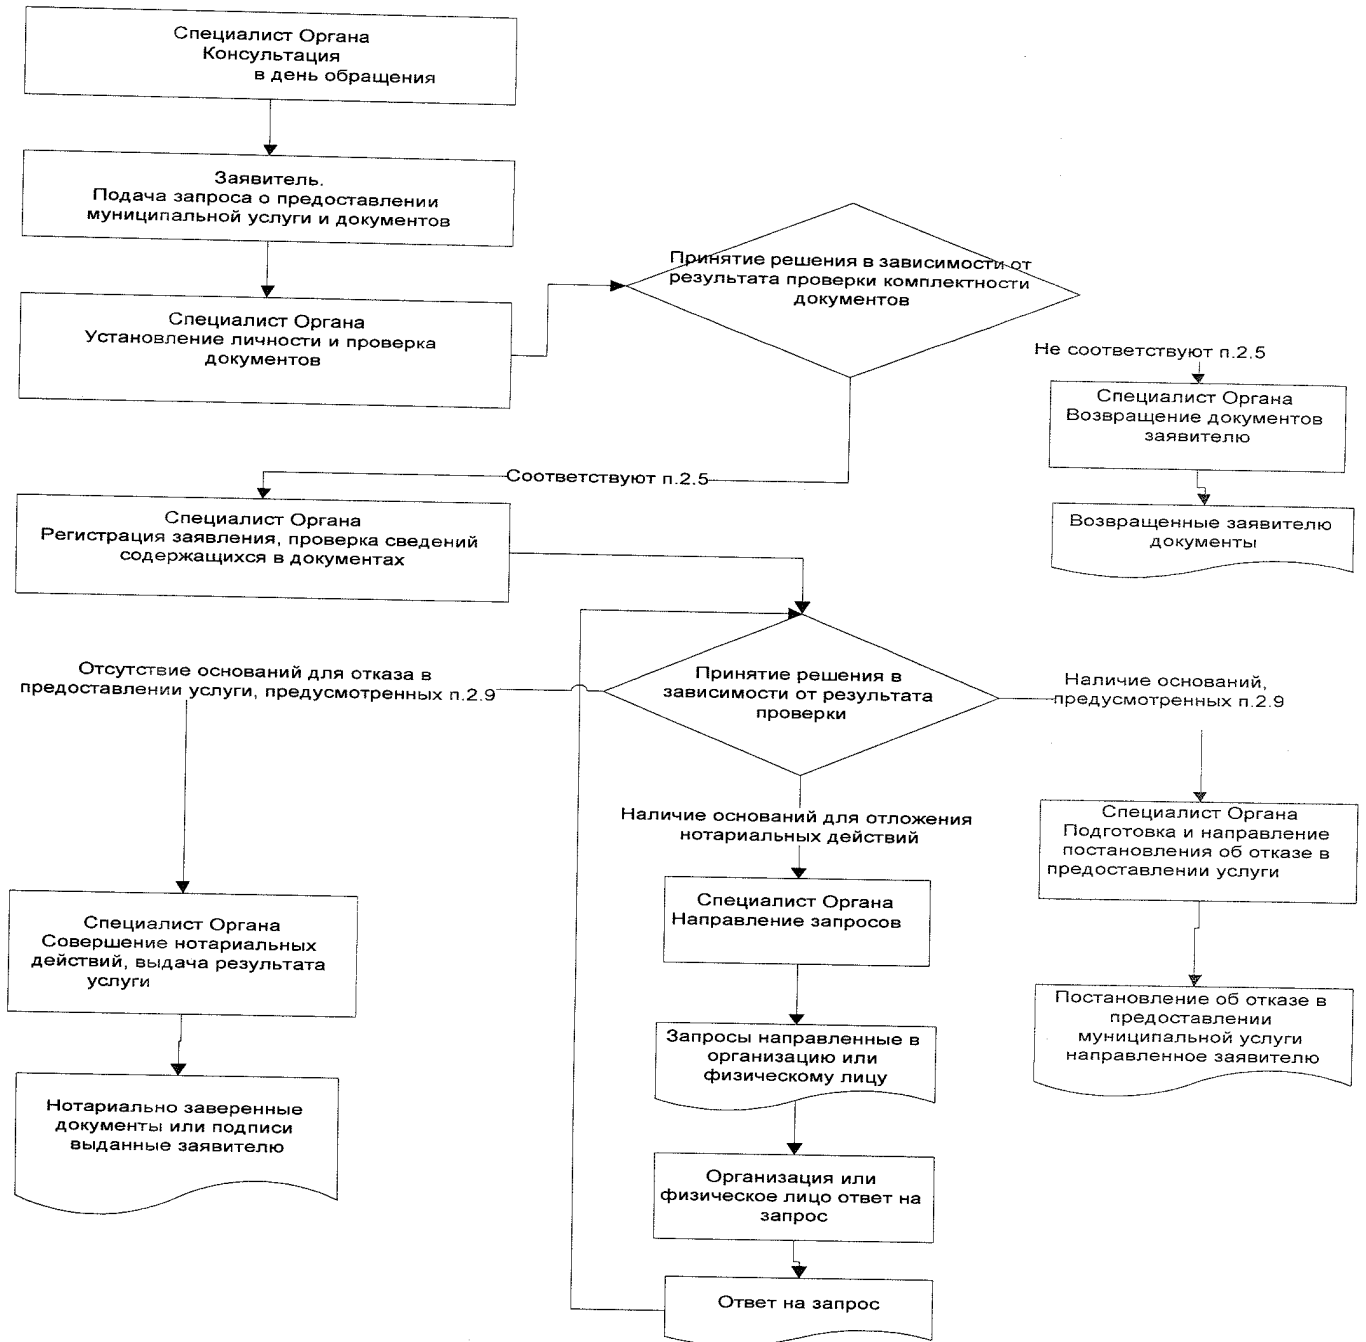 Специалист Органа
Консультация
в день обращения
Заявитель.
Подача запроса о предоставлении
муниципальной услуги и документов
Специалист Органа
Установление личности и проверка
документов
Принятие решения в зависимости от
результата проверки комплектности
документов
Не соответствуют п.2.5
Специалист Органа
Возвращение документов
заявителю
Возвращенные заявителю
документы
Соответствуют п.2.5
Специалист Органа
Регистрация заявления, проверка сведений
содержащихся в документах
Принятие решения в
зависимости от результата
проверки
Отсутствие оснований для отказа в
предоставлении услуги, предусмотренных п.2.9
Наличие оснований,
предусмотренных п.2.9
Наличие оснований для отложения
нотариальных действий
Специалист Органа
Совершение нотариальных
действий, выдача результата
услуги
Нотариально заверенные
документы или подписи
выданные заявителю
Специалист Органа
Направление запросов
Запросы направленные в
организацию или
физическому лицу
Организация или
физическое лицо ответ на
запрос
Ответ на запрос
Специалист Органа
Подготовка и направление
постановления об отказе в
предоставлении услуги
Постановление об отказе в
предоставлении
муниципальной услуги
направленное заявителю